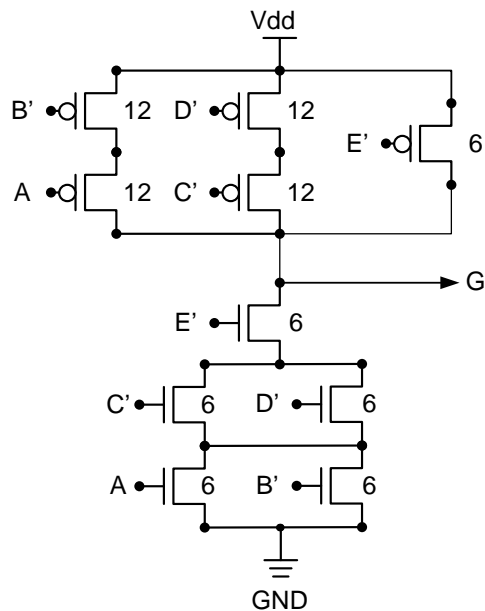 Vdd
B’ 12 D’ 12
E’ 6
A 12 C’ 12
G
E’ 6
C’ 6 D’ 6
A 6 B’ 6
GND